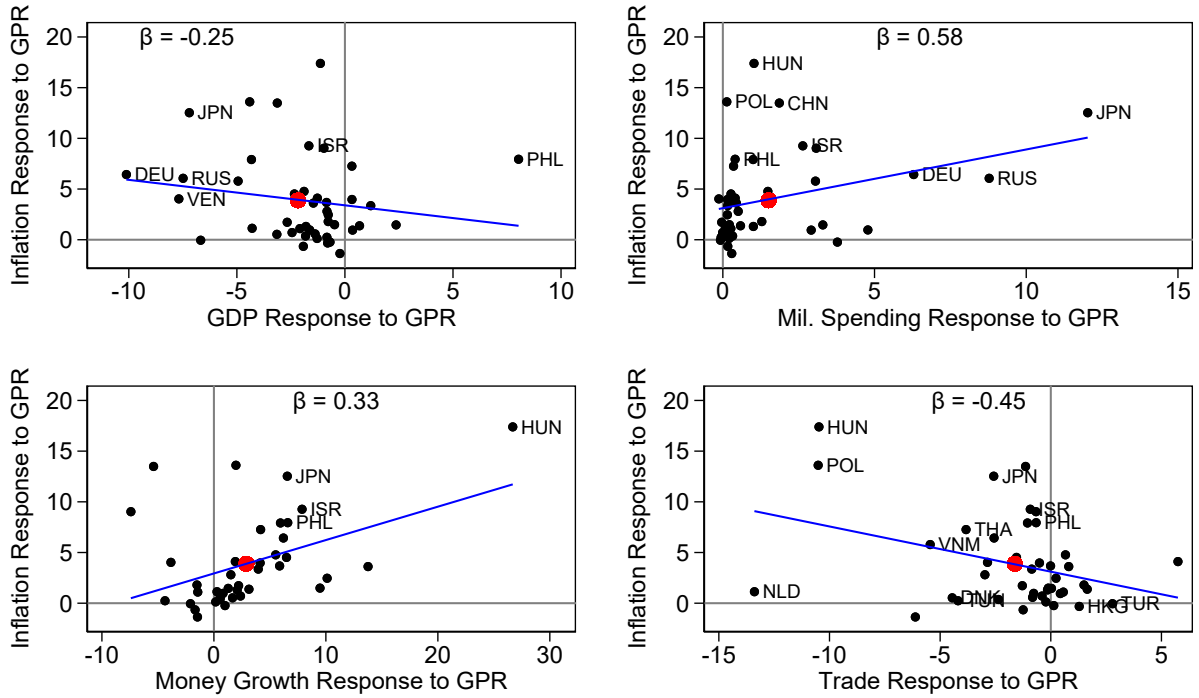 β = -0.25
Inflation Response to GPR
20
15
10
5
0
JPN
ISR
PHL
DEU
RUS
VEN
-10
-5
0
5
10
GDP Response to GPR
β = 0.58
Inflation Response to GPR
20
15
10
5
0
HUN
POL
CHN
JPN
ISR
PHL
DEU
RUS
0
5
10
15
Mil. Spending Response to GPR
β = 0.33
Inflation Response to GPR
20
15
10
5
0
HUN
JPN
ISR
PHL
-10
0
10
20
30
Money Growth Response to GPR
β = -0.45
Inflation Response to GPR
20
15
10
5
0
HUN
POL
JPN
ISR
PHL
THA
VNM
NLD
DNK
HKG
TUR
-15
-10
-5
0
5
Trade Response to GPR